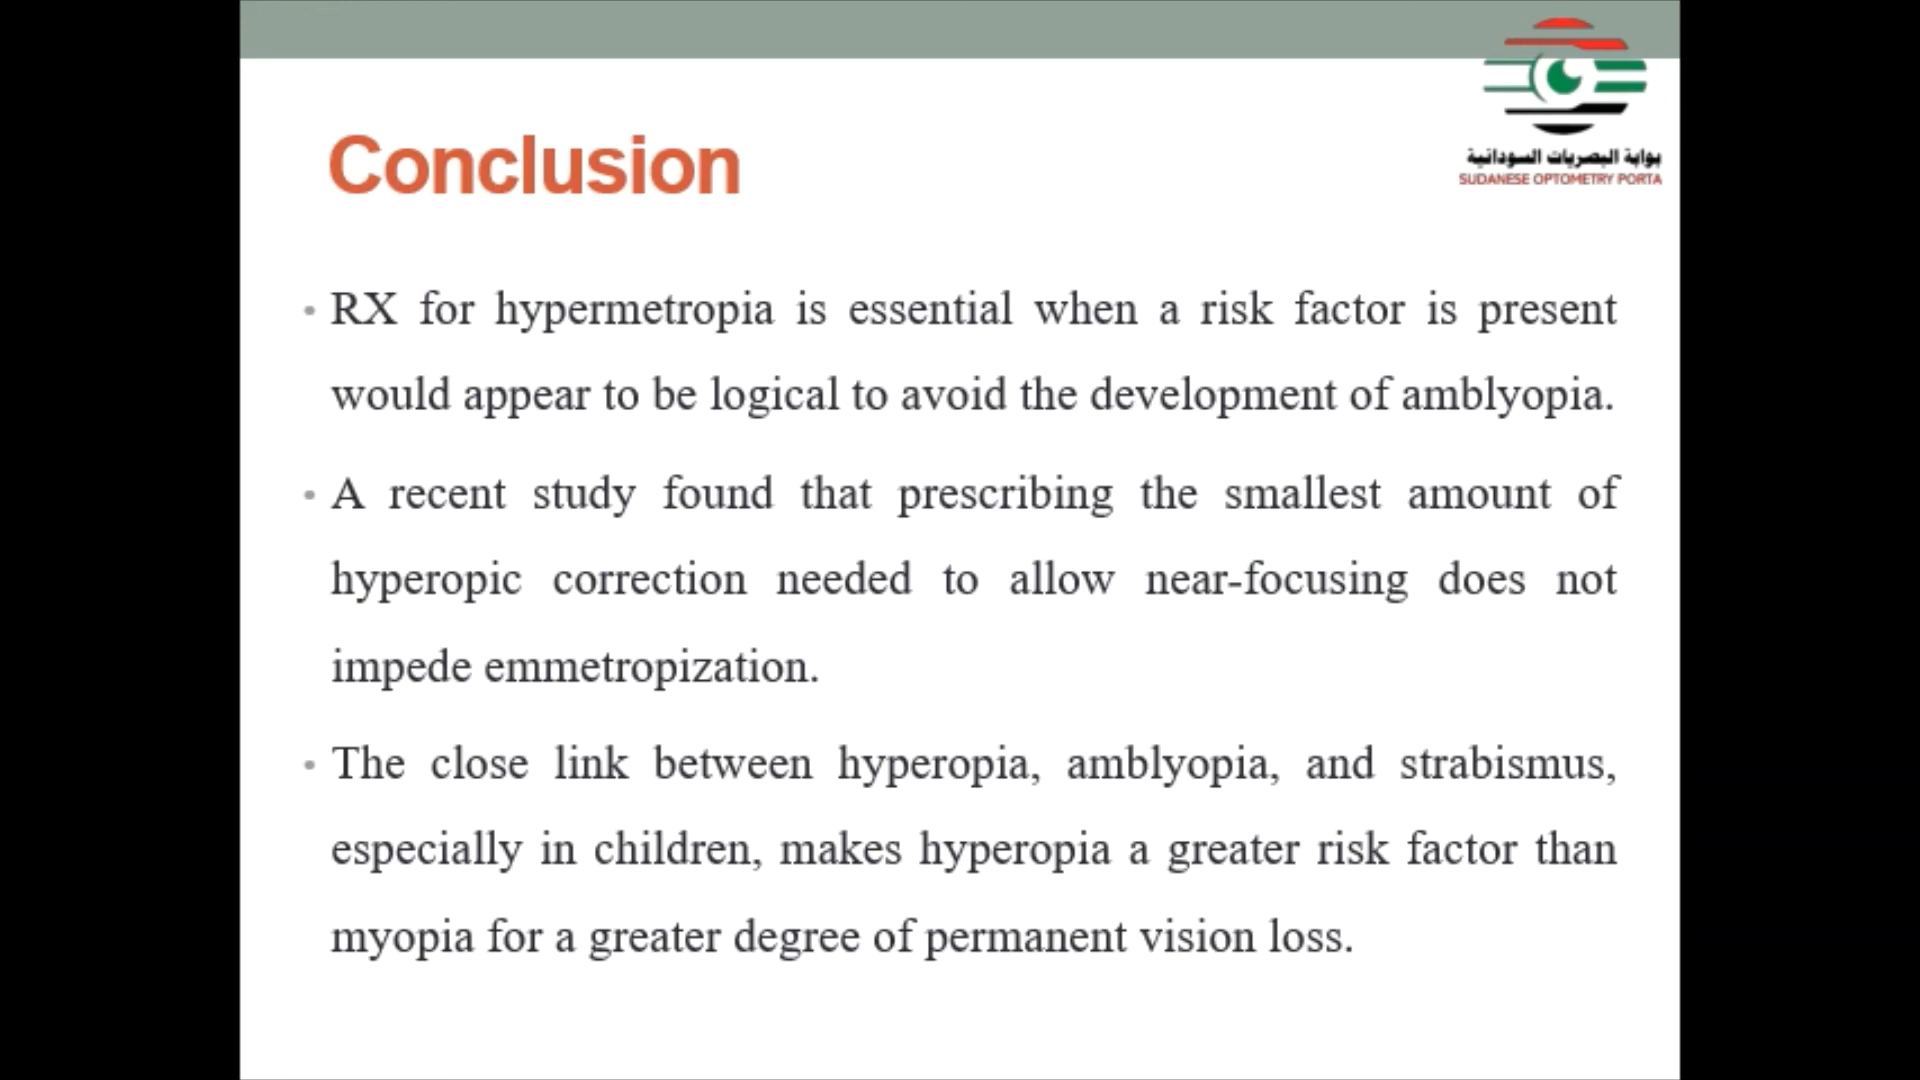 بوابة البصريات السودانية
SUDANESE OPTOMETRY PORTA
Conclusion
• RX for hypermetropia is essential when a risk factor is present
would appear to be logical to avoid the development of amblyopia.
• A recent study found that prescribing the smallest amount of
hyperopic correction needed to allow near-focusing does not
impede emmetropization.
• The close link between hyperopia, amblyopia, and strabismus,
especially in children, makes hyperopia a greater risk factor than
myopia for a greater degree of permanent vision loss.